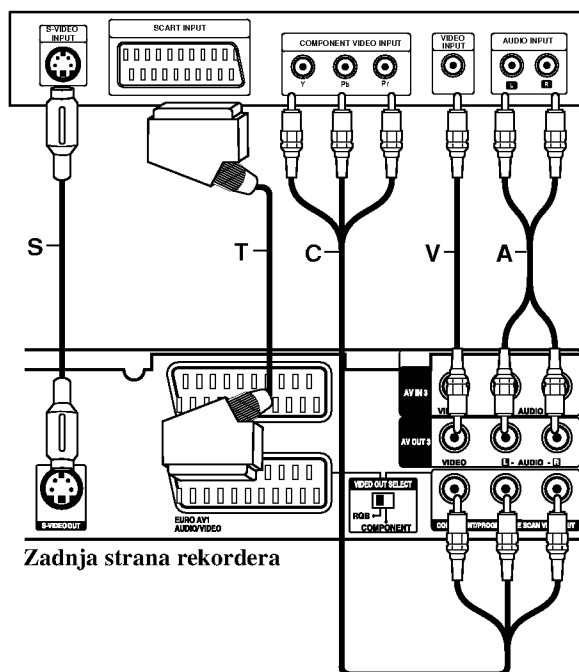 S-VIDEO
INPUT
SCART INPUT
COMPONENT VIDEO INPUT
Y
Pb
Pr
VIDEO
INPUT
AUDIO INPUT
L
R
S
T
C
V
A
AV IN 3
AUDIO
AV OUT 3
VIDEO
L - AUDIO - R
S-VIDEO OUT
EURO AV1
AUDIO/VIDEO
VIDEO OUT SELECT
RGB
COMPONENT
SCAN
Zadnja strana rekordera